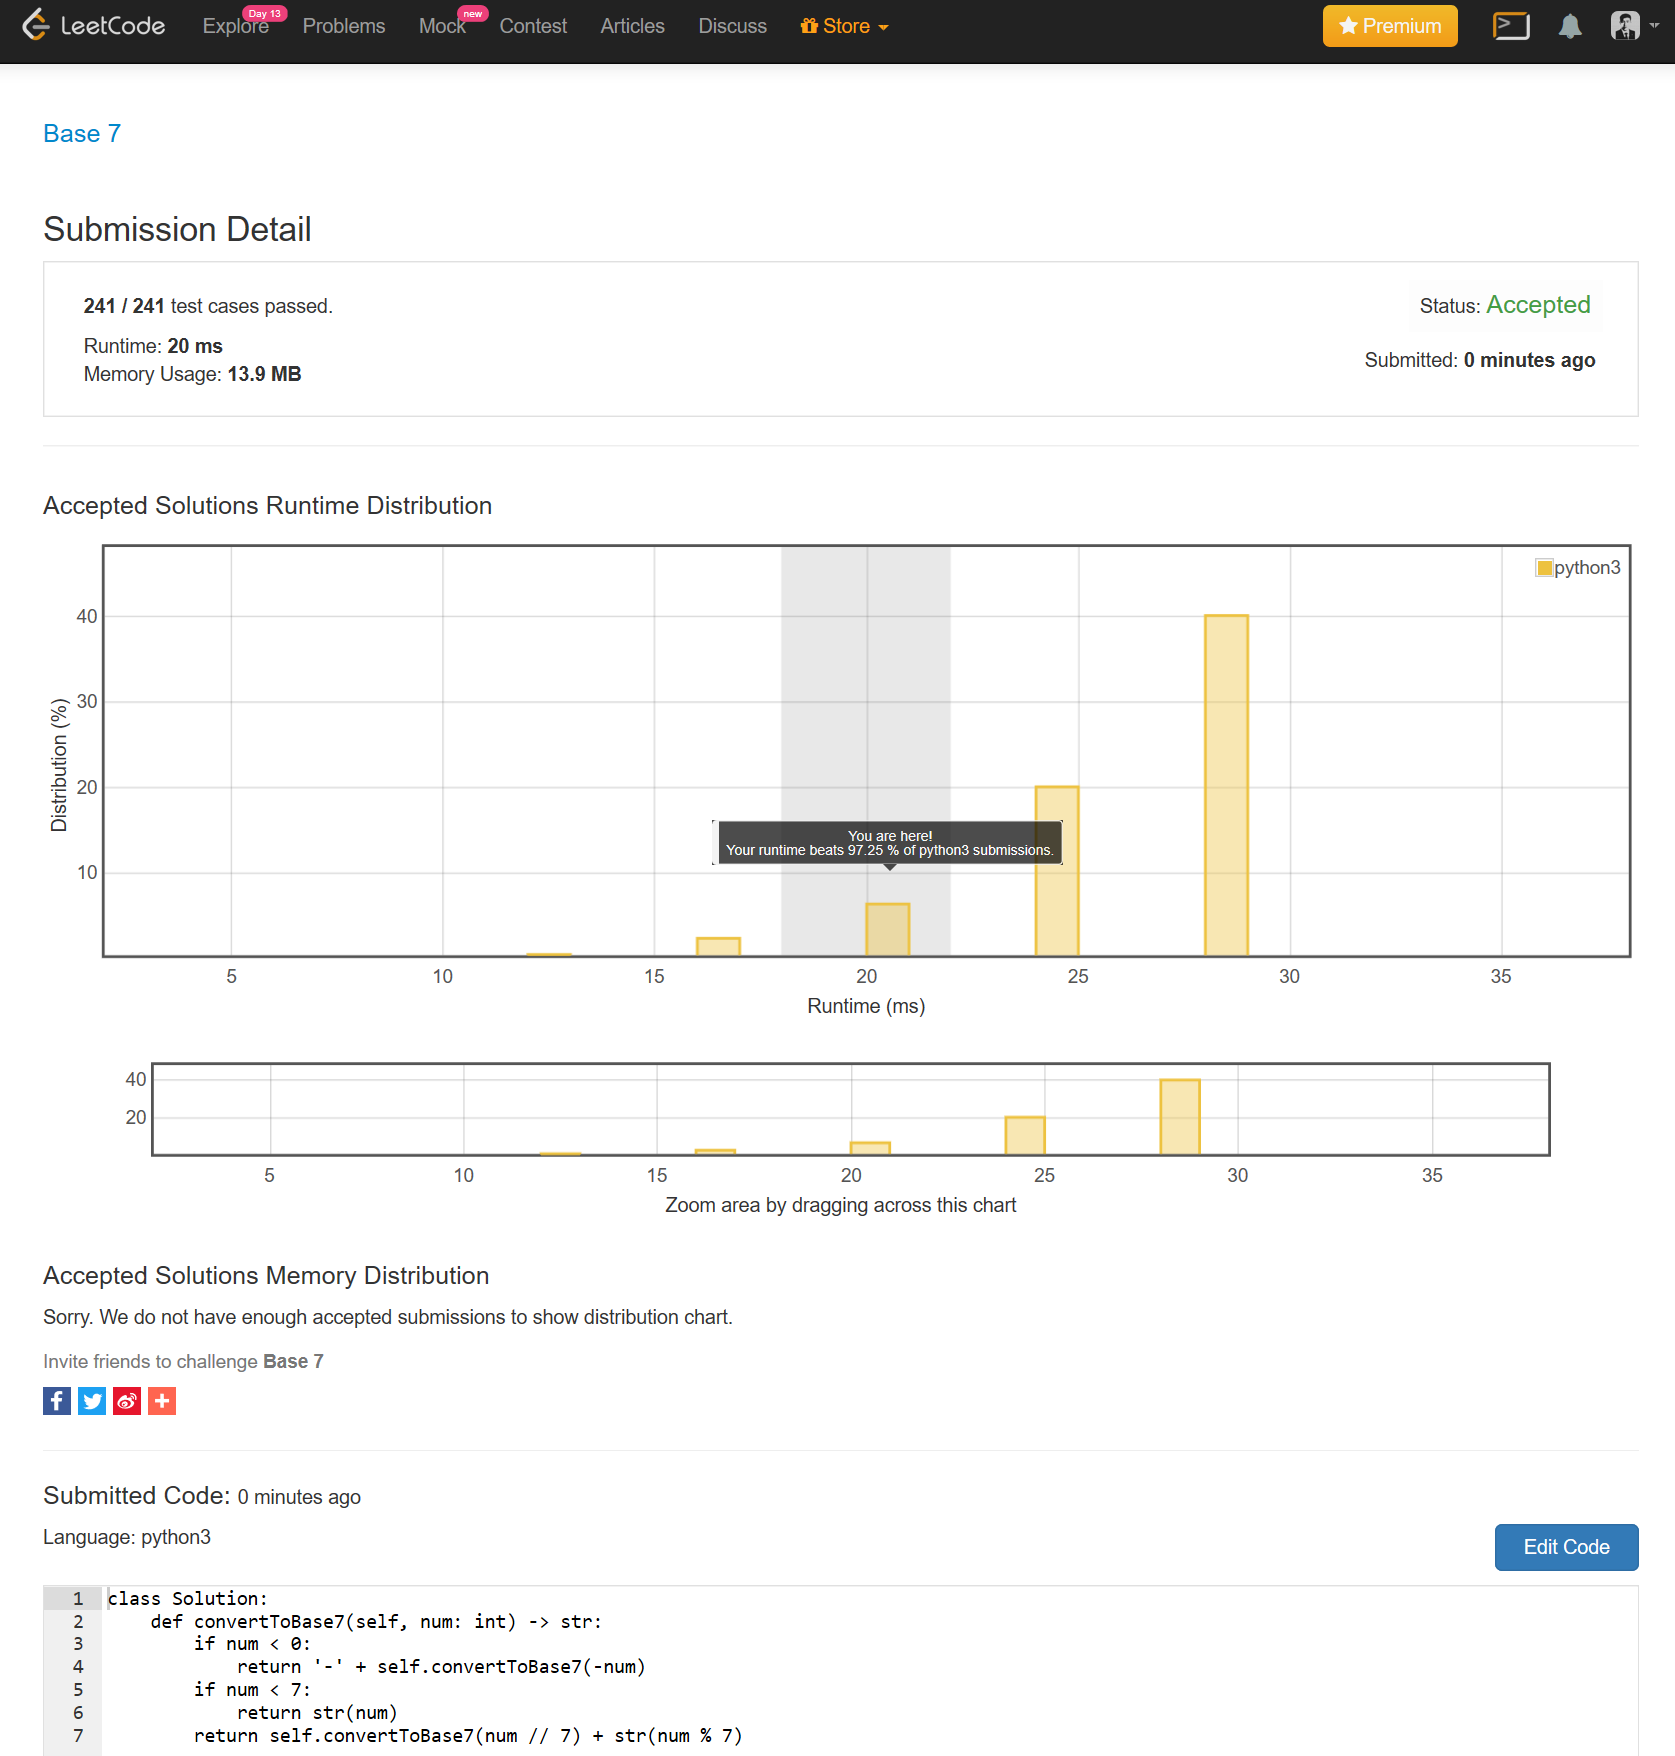 LeetCode Explore Day 13 Problems Mock new Contest Articles Discuss Store Premium
Base 7
Submission Detail
241 / 241 test cases passed.
Status: Accepted
Runtime: 20 ms
Submitted: 0 minutes ago
Memory Usage: 13.9 MB
Accepted Solutions Runtime Distribution
python3
40
30
20
10
Distribution (%)
You are here!
Your runtime beats 97.25 % of python3 submissions.
5 10 15 20 25 30 35
Runtime (ms)
40
20
5 10 15 20 25 30 35
Zoom area by dragging across this chart
Accepted Solutions Memory Distribution
Sorry. We do not have enough accepted submissions to show distribution chart.
Invite friends to challenge Base 7
Submitted Code: 0 minutes ago
Language: python3
Edit Code
1 class Solution:
2     def convertToBase7(self, num: int) -> str:
3         if num < 0:
4             return '-' + self.convertToBase7(-num)
5         if num < 7:
6             return str(num)
7         return self.convertToBase7(num // 7) + str(num % 7)